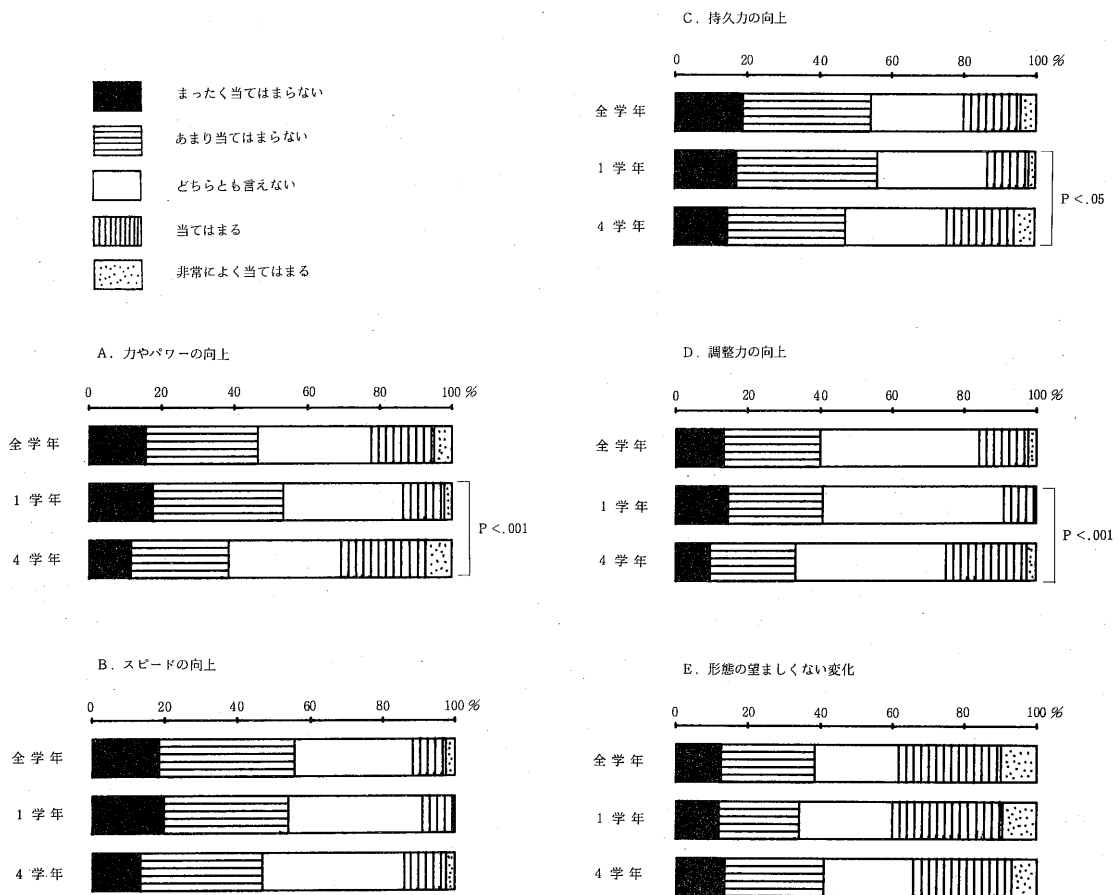 まったく当てはまらない
あまり当てはまらない
どちらとも言えない
当てはまる
非常によく当てはまる
A. 力やパワーの向上
0 20 40 60 80 100 %
全学年
1 学年
4 学年
P <.001
B. スピードの向上
0 20 40 60 80 100 %
全学年
1 学年
4 学年
C. 持久力の向上
0 20 40 60 80 100 %
全学年
1 学年
4 学年
P <.05
D. 調整力の向上
0 20 40 60 80 100 %
全学年
1 学年
4 学年
P <.001
E. 形態の望ましくない変化
0 20 40 60 80 100 %
全学年
1 学年
4 学年